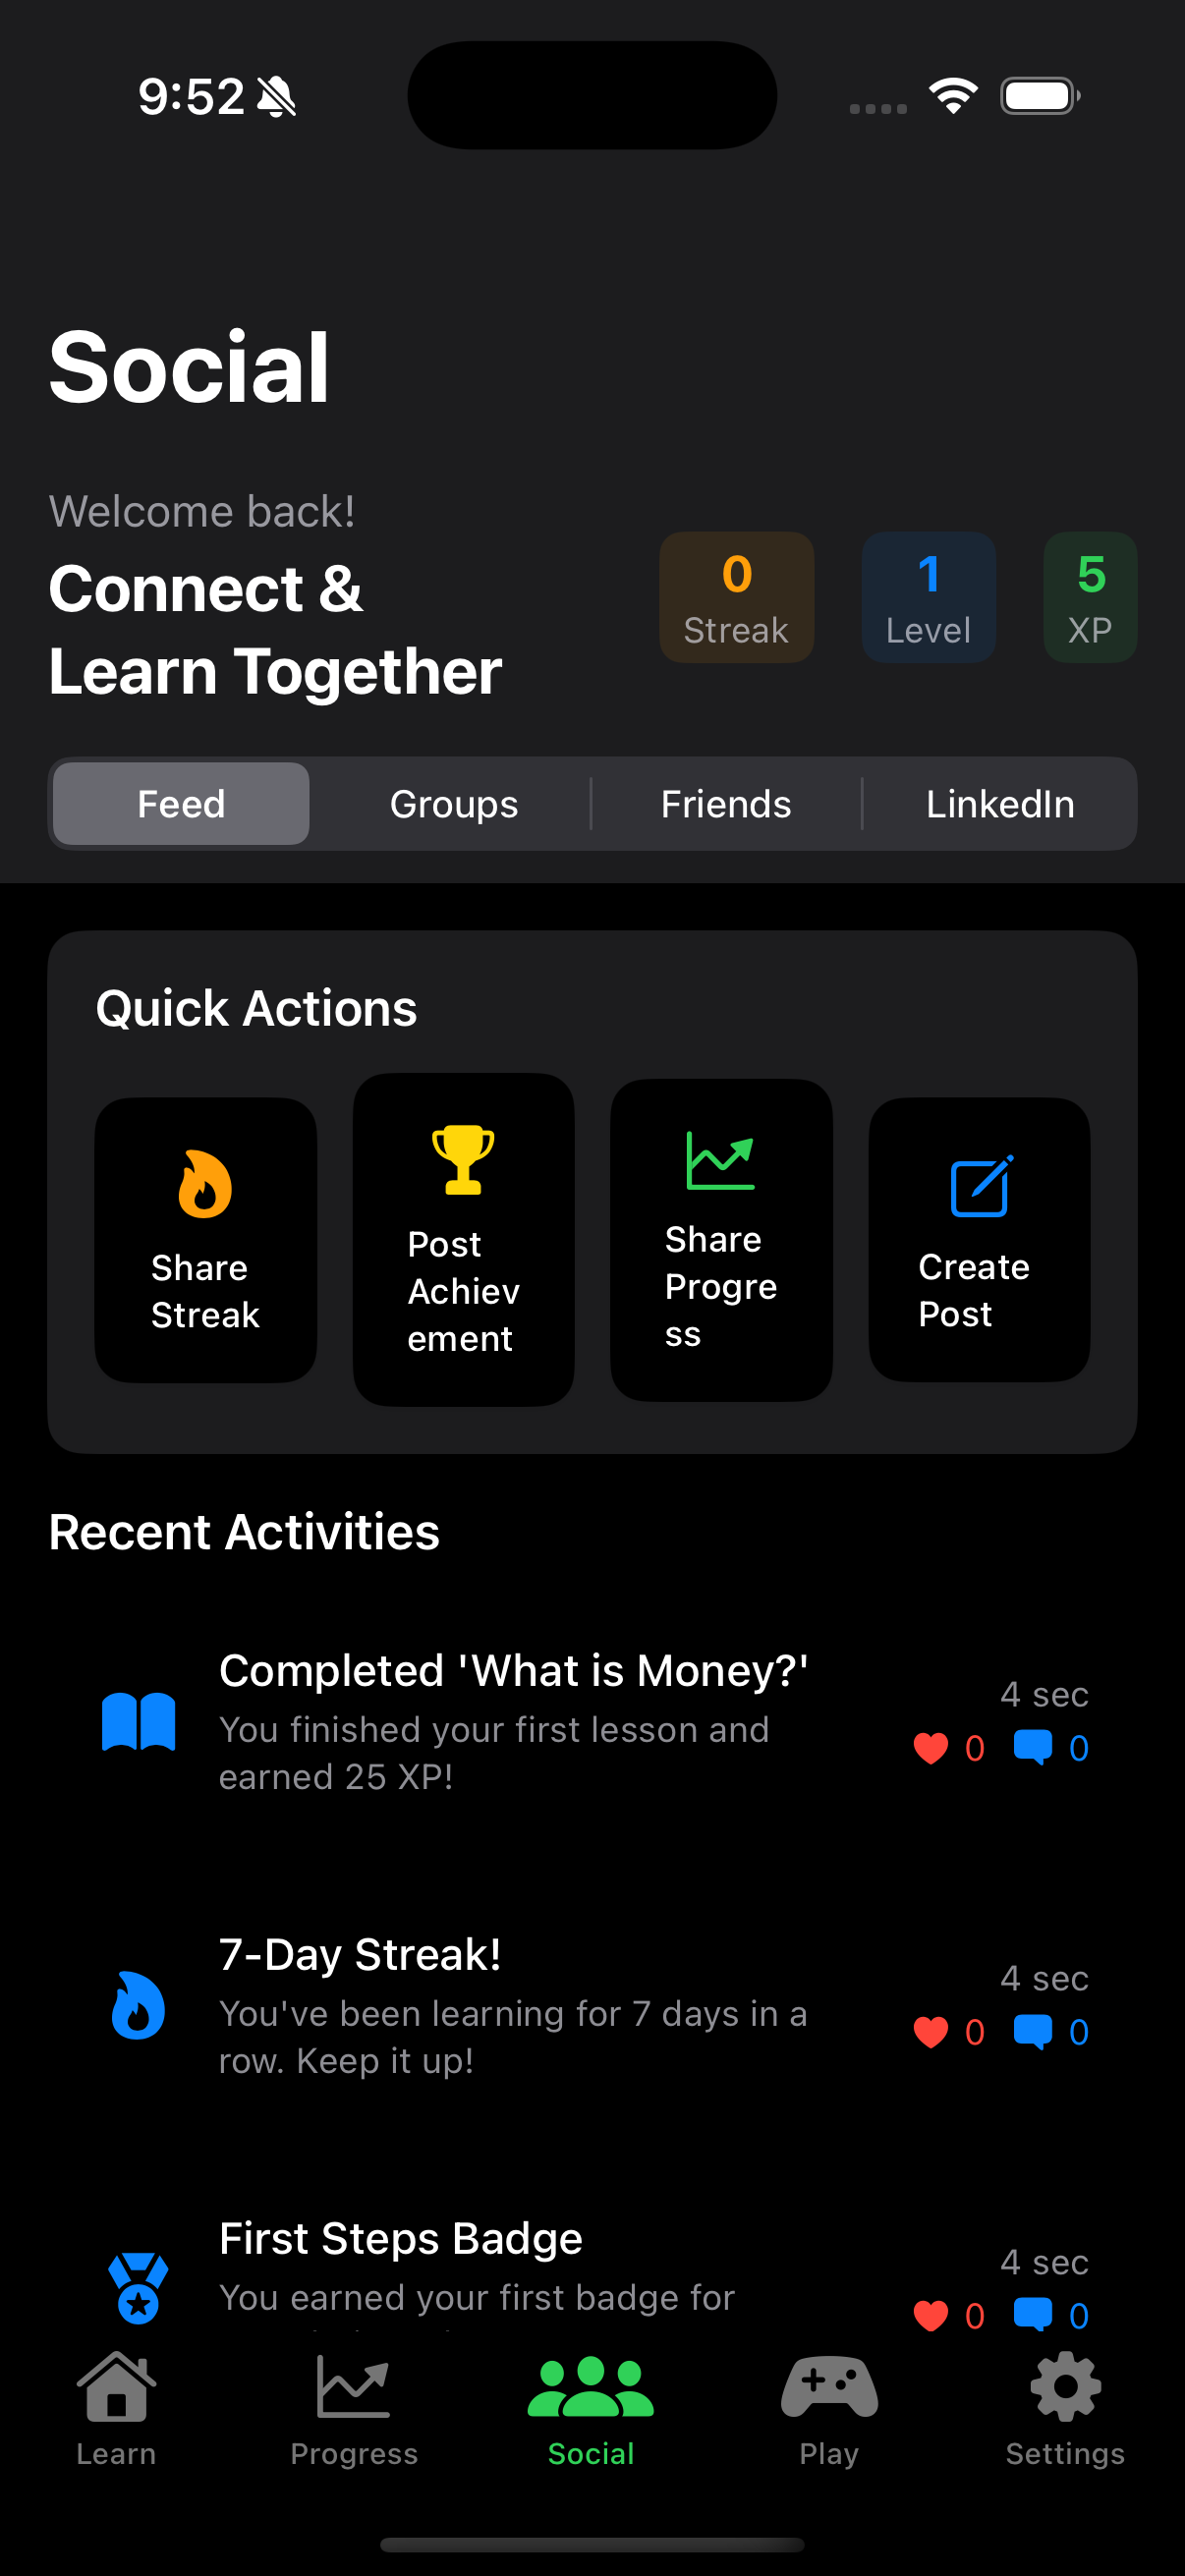 9:52
Social
Welcome back!
Connect &
Learn Together
0
Streak
1
Level
5
XP
Feed
Groups
Friends
LinkedIn
Quick Actions
Share
Streak
Post
Achiev
ement
Share
Progre
ss
Create
Post
Recent Activities
Completed 'What is Money?'
You finished your first lesson and
earned 25 XP!
4 sec
0 0
7-Day Streak!
You've been learning for 7 days in a
row. Keep it up!
4 sec
0 0
First Steps Badge
You earned your first badge for
4 sec
0 0
Learn
Progress
Social
Play
Settings